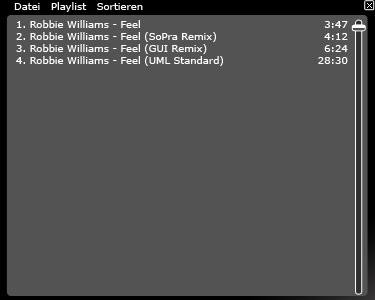 Datei Playlist Sortieren
1. Robbie Williams - Feel 3:47
2. Robbie Williams - Feel (SoPra Remix) 4:12
3. Robbie Williams - Feel (GUI Remix) 6:24
4. Robbie Williams - Feel (UML Standard) 28:30